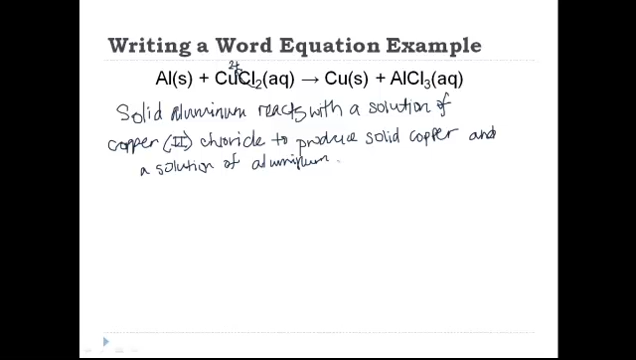 Writing a Word Equation Example
2+
Al(s) + CuCl₂(aq) → Cu(s) + AlCl₃(aq)
Solid aluminum reacts with a solution of
copper (II) chloride to produce solid copper and
a solution of aluminum